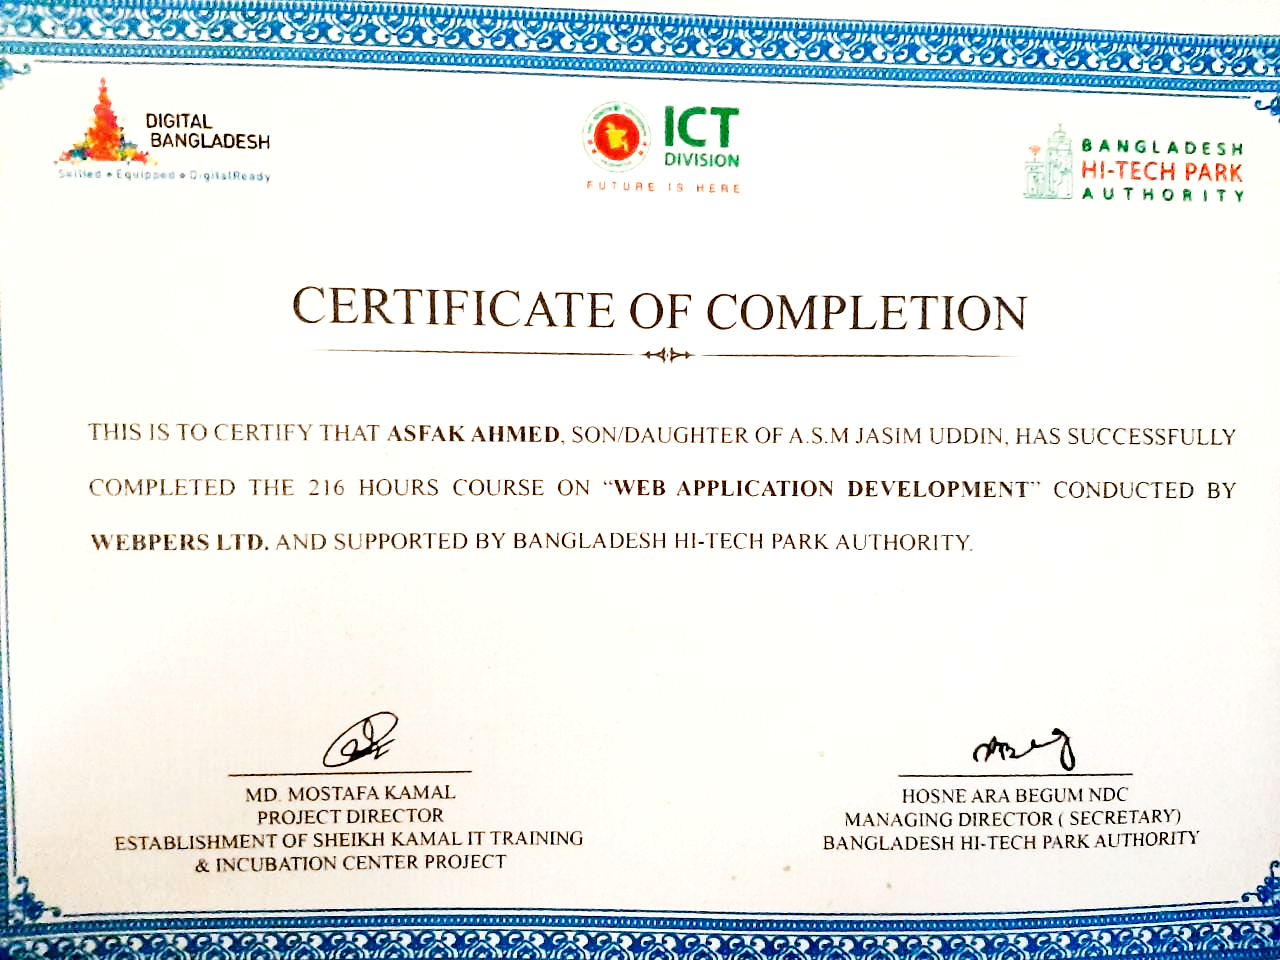 DIGITAL
BANGLADESH
Skilled • Equipped • DigitalReady
ICT
DIVISION
FUTURE IS HERE
BANGLADESH
HI-TECH PARK
AUTHORITY
CERTIFICATE OF COMPLETION
THIS IS TO CERTIFY THAT ASFAK AHMED, SON/DAUGHTER OF A.S.M JASIM UDDIN, HAS SUCCESSFULLY
COMPLETED THE 216 HOURS COURSE ON “WEB APPLICATION DEVELOPMENT” CONDUCTED BY
WEBPERS LTD. AND SUPPORTED BY BANGLADESH HI-TECH PARK AUTHORITY.
MD. MOSTAFA KAMAL
PROJECT DIRECTOR
ESTABLISHMENT OF SHEIKH KAMAL IT TRAINING
& INCUBATION CENTER PROJECT
HOSNE ARA BEGUM NDC
MANAGING DIRECTOR ( SECRETARY)
BANGLADESH HI-TECH PARK AUTHORITY